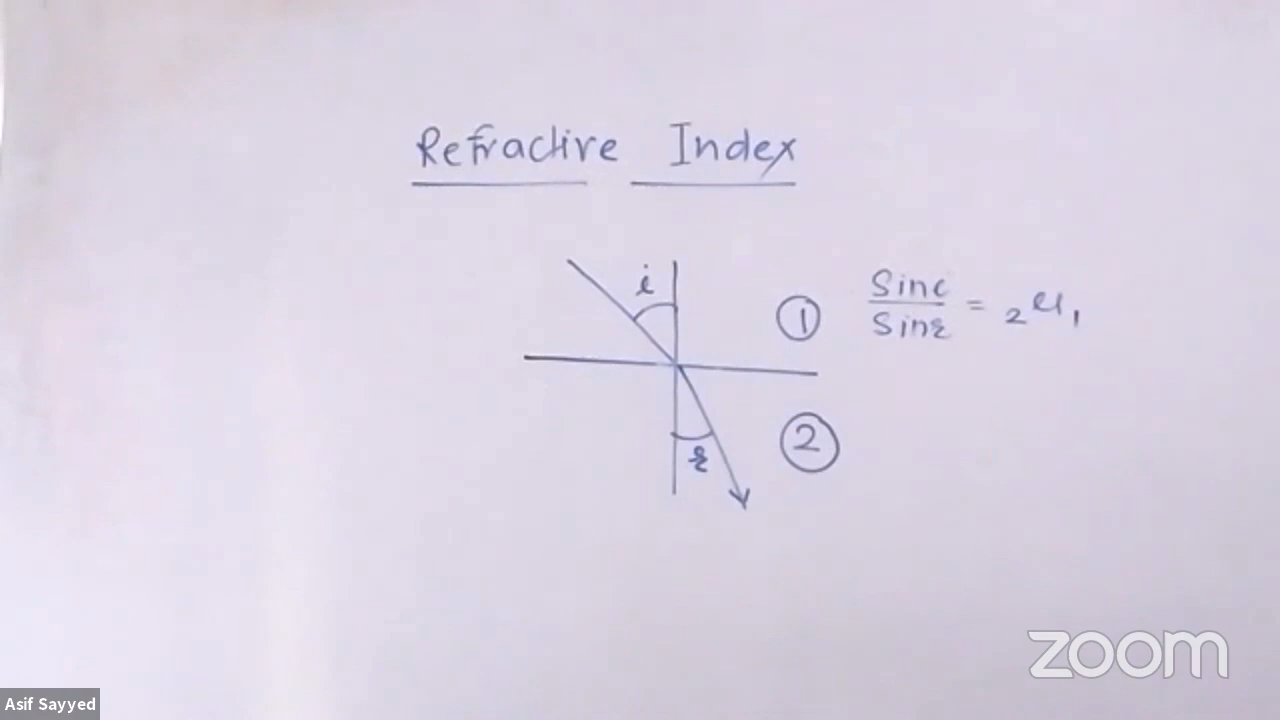 Refractive Index
i
① Sin i / Sin r = ₂μ₁
②
r
zoom
Asif Sayyed